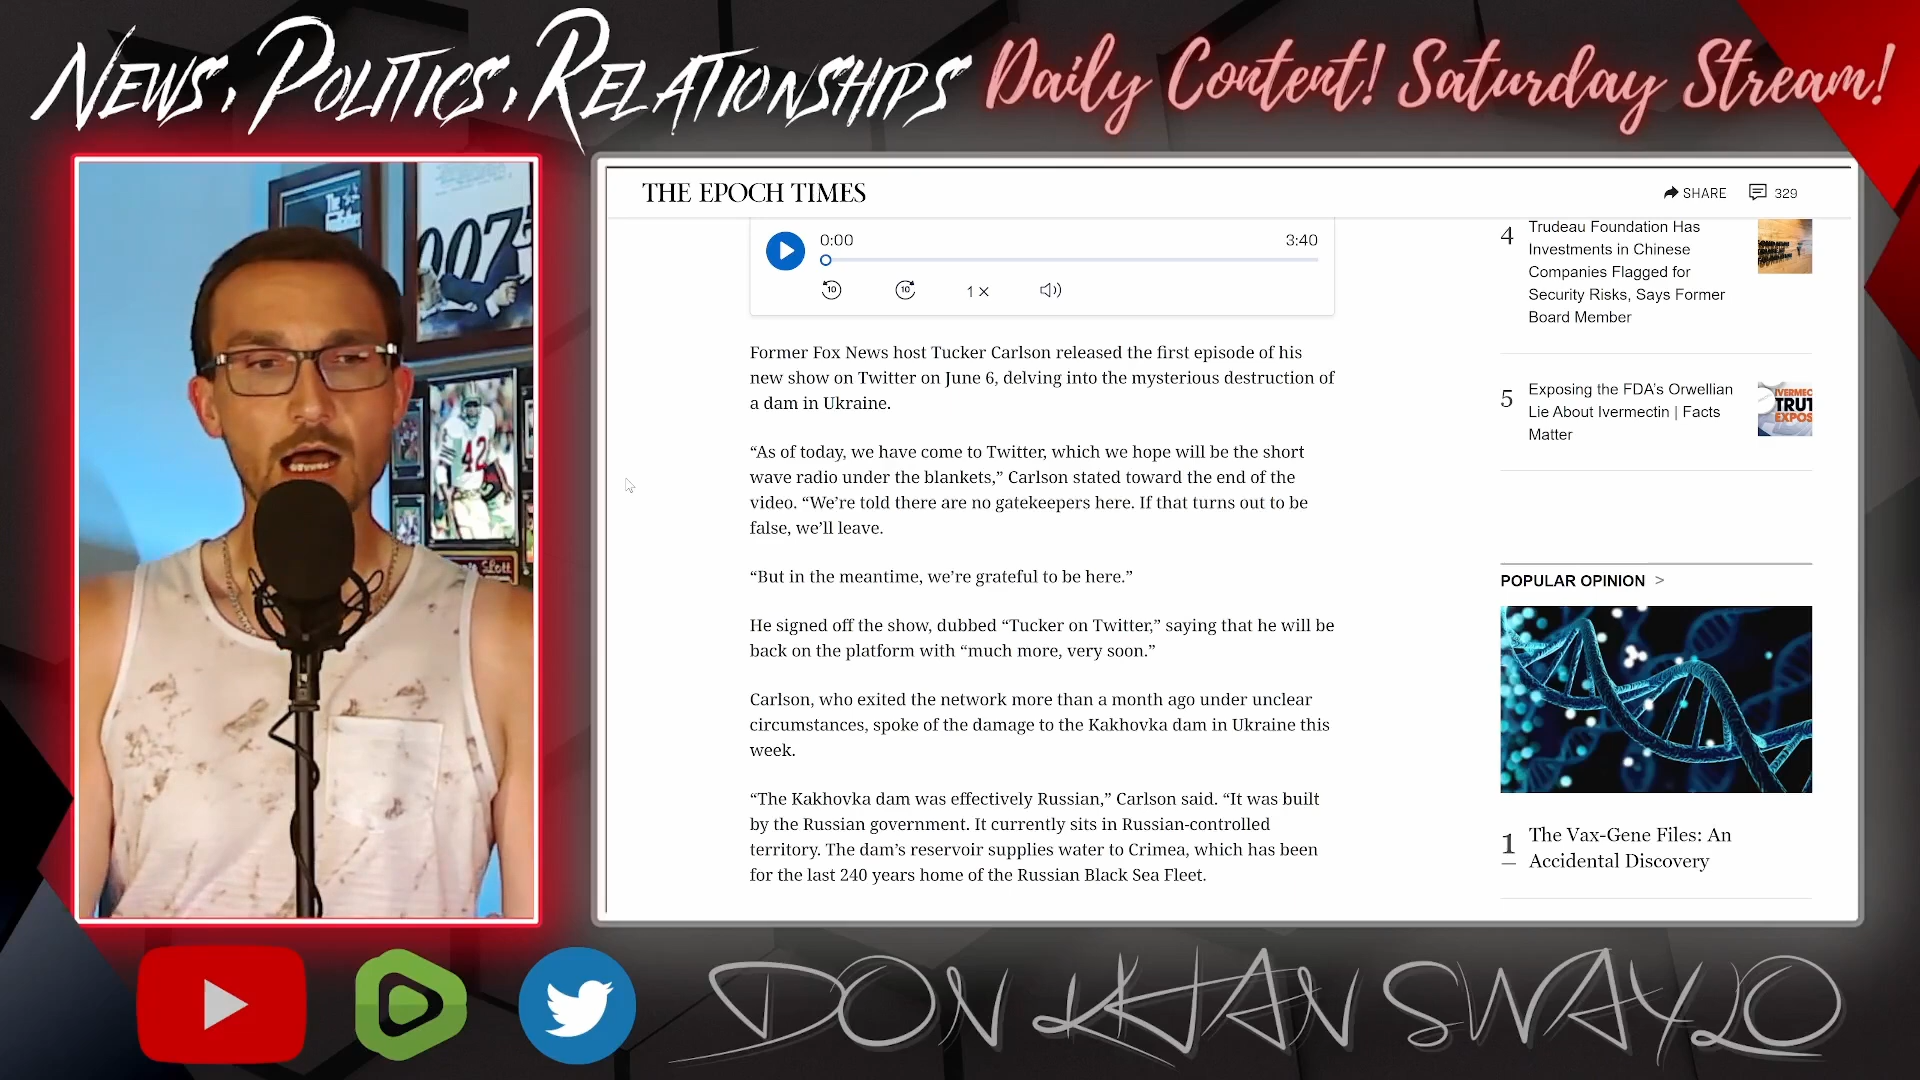 News, Politics, Relationships Daily Content! Saturday Stream!
007
42
THE EPOCH TIMES
SHARE 329
0:00 3:40
10 10 1 ×
Former Fox News host Tucker Carlson released the first episode of his
new show on Twitter on June 6, delving into the mysterious destruction of
a dam in Ukraine.
“As of today, we have come to Twitter, which we hope will be the short
wave radio under the blankets,” Carlson stated toward the end of the
video. “We’re told there are no gatekeepers here. If that turns out to be
false, we’ll leave.
“But in the meantime, we’re grateful to be here.”
He signed off the show, dubbed “Tucker on Twitter,” saying that he will be
back on the platform with “much more, very soon.”
Carlson, who exited the network more than a month ago under unclear
circumstances, spoke of the damage to the Kakhovka dam in Ukraine this
week.
“The Kakhovka dam was effectively Russian,” Carlson said. “It was built
by the Russian government. It currently sits in Russian-controlled
territory. The dam’s reservoir supplies water to Crimea, which has been
for the last 240 years home of the Russian Black Sea Fleet.
4 Trudeau Foundation Has
Investments in Chinese
Companies Flagged for
Security Risks, Says Former
Board Member
5 Exposing the FDA’s Orwellian
Lie About Ivermectin | Facts
Matter
POPULAR OPINION >
1 The Vax-Gene Files: An
Accidental Discovery
DON KHAN SWAYLO